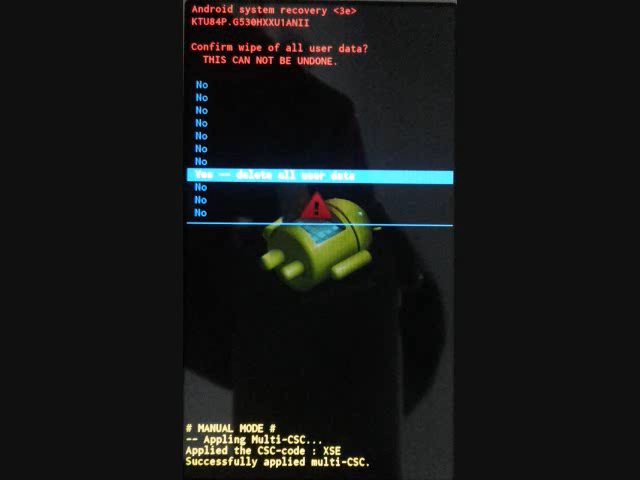 Android system recovery <3e>
KTU84P.G530HXXU1ANII
Confirm wipe of all user data?
THIS CAN NOT BE UNDONE.
No
No
No
No
No
No
No
Yes -- delete all user data
No
No
No
# MANUAL MODE #
-- Appling Multi-CSC...
Applied the CSC-code : XSE
Successfully applied multi-CSC.